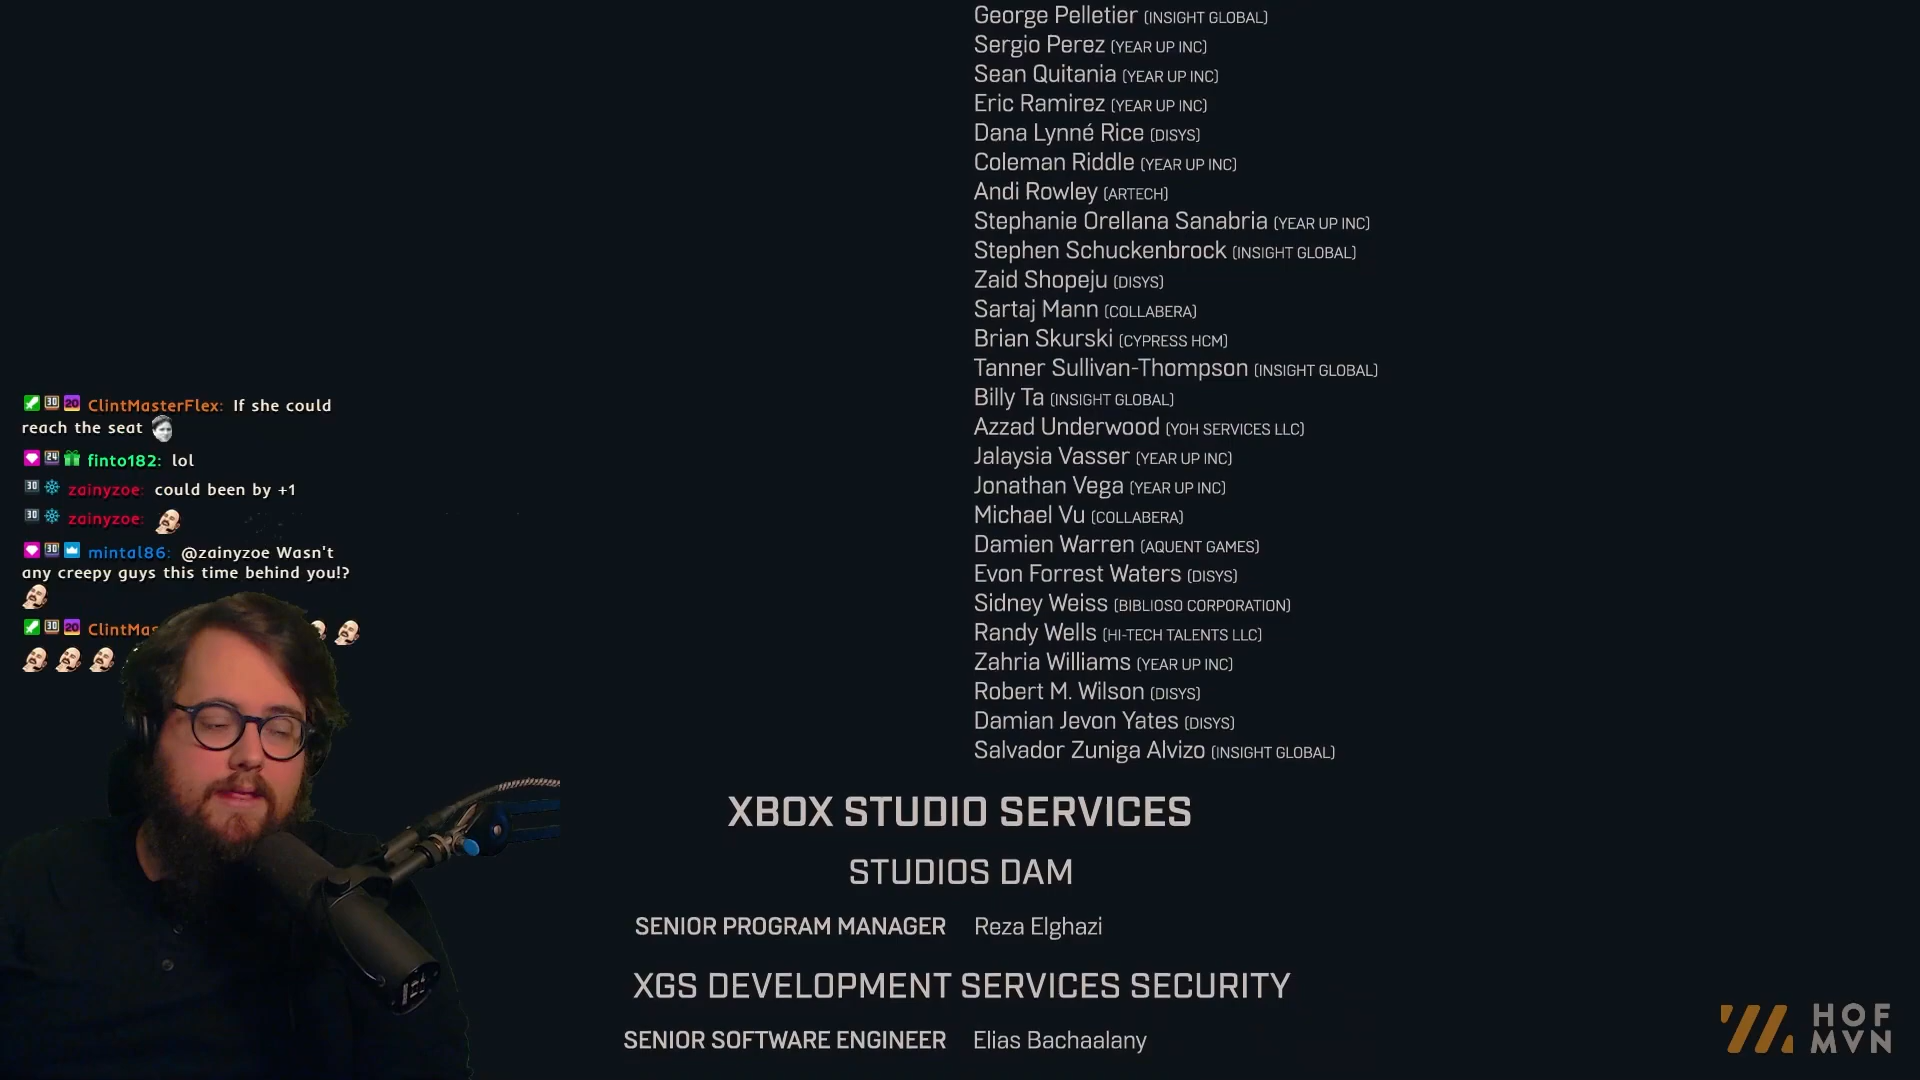 George Pelletier (INSIGHT GLOBAL)
Sergio Perez (YEAR UP INC)
Sean Quitania (YEAR UP INC)
Eric Ramirez (YEAR UP INC)
Dana Lynné Rice (DISYS)
Coleman Riddle (YEAR UP INC)
Andi Rowley (ARTECH)
Stephanie Orellana Sanabria (YEAR UP INC)
Stephen Schuckenbrock (INSIGHT GLOBAL)
Zaid Shopeju (DISYS)
Sartaj Mann (COLLABERA)
Brian Skurski (CYPRESS HCM)
Tanner Sullivan-Thompson (INSIGHT GLOBAL)
Billy Ta (INSIGHT GLOBAL)
Azzad Underwood (YOH SERVICES LLC)
Jalaysia Vasser (YEAR UP INC)
Jonathan Vega (YEAR UP INC)
Michael Vu (COLLABERA)
Damien Warren (AQUENT GAMES)
Evon Forrest Waters (DISYS)
Sidney Weiss (BIBLIOSO CORPORATION)
Randy Wells (HI-TECH TALENTS LLC)
Zahria Williams (YEAR UP INC)
Robert M. Wilson (DISYS)
Damian Jevon Yates (DISYS)
Salvador Zuniga Alvizo (INSIGHT GLOBAL)
XBOX STUDIO SERVICES
STUDIOS DAM
SENIOR PROGRAM MANAGER Reza Elghazi
XGS DEVELOPMENT SERVICES SECURITY
SENIOR SOFTWARE ENGINEER Elias Bachaalany
30 20 ClintMasterFlex: If she could
reach the seat
24 finto182: lol
30 zainyzoe: could been by +1
30 zainyzoe:
30 mintal86: @zainyzoe Wasn't
any creepy guys this time behind you!?
30 20 ClintMas
HOF
MVN